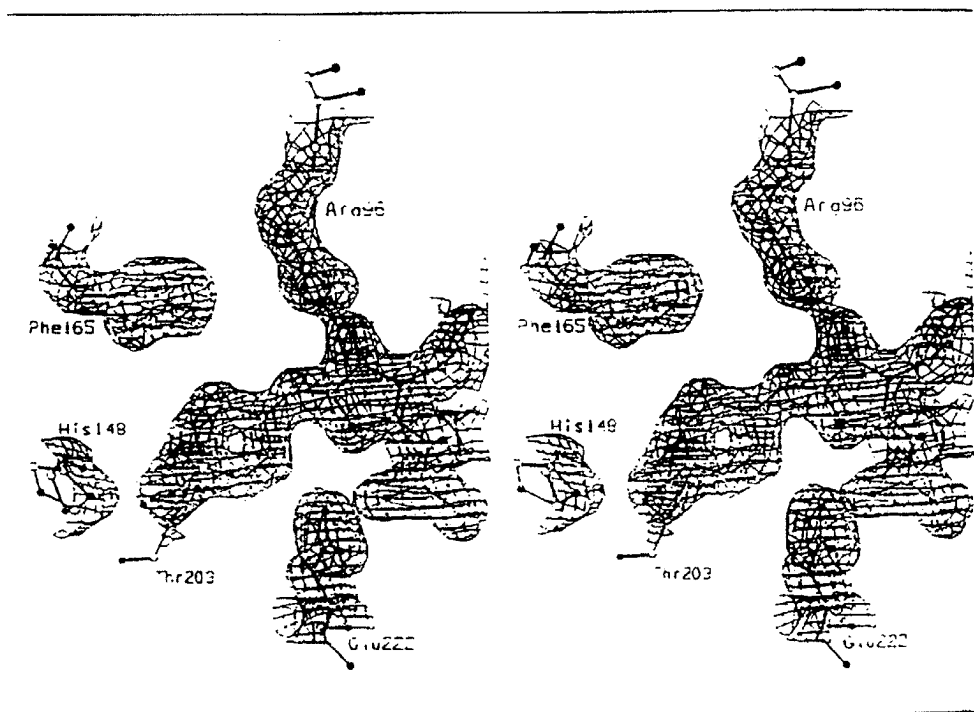 Arg96 Arg96
Phe165 Phe165
His148 His148
Thr203 Thr203
Glu222 Glu222